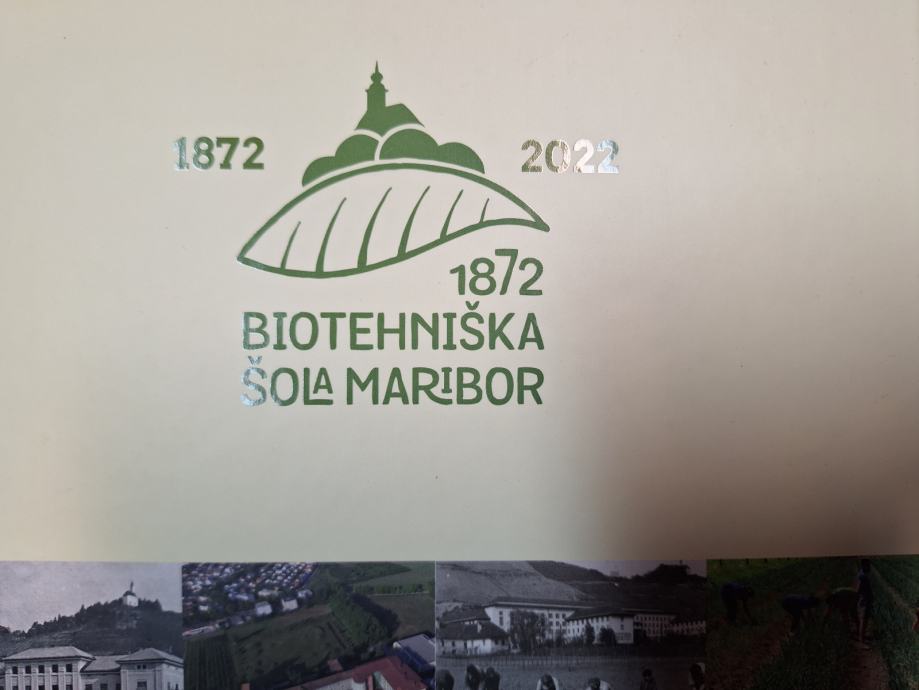 1872
2022
1872
BIOTEHNIŠKA
ŠOLA MARIBOR